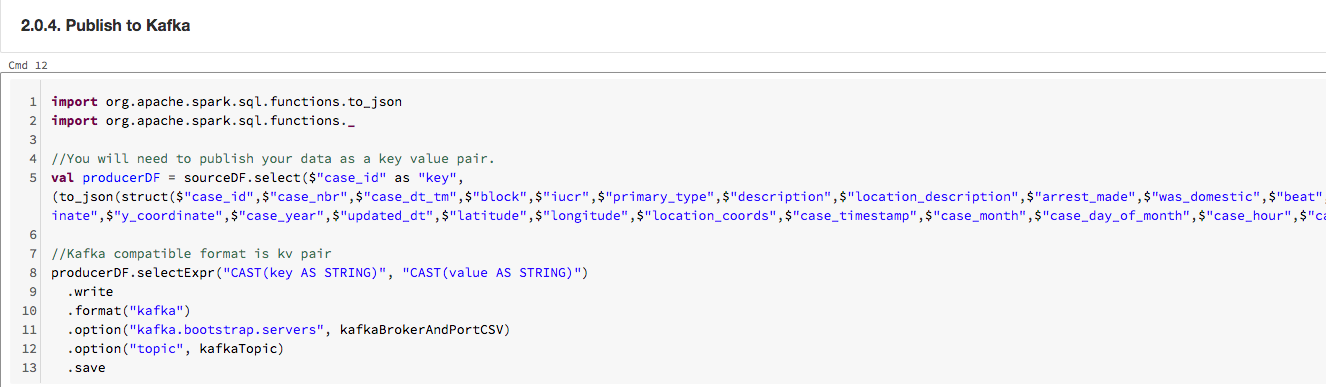 2.0.4. Publish to Kafka
Cmd 12
1 import org.apache.spark.sql.functions.to_json
2 import org.apache.spark.sql.functions._
3
4 //You will need to publish your data as a key value pair.
5 val producerDF = sourceDF.select($"case_id" as "key",
(to_json(struct($"case_id",$"case_nbr",$"case_dt_tm",$"block",$"iucr",$"primary_type",$"description",$"location_description",$"arrest_made",$"was_domestic",$"beat"
inate",$"y_coordinate",$"case_year",$"updated_dt",$"latitude",$"longitude",$"location_coords",$"case_timestamp",$"case_month",$"case_day_of_month",$"case_hour",$"ca
6
7 //Kafka compatible format is kv pair
8 producerDF.selectExpr("CAST(key AS STRING)", "CAST(value AS STRING)")
9 .write
10 .format("kafka")
11 .option("kafka.bootstrap.servers", kafkaBrokerAndPortCSV)
12 .option("topic", kafkaTopic)
13 .save